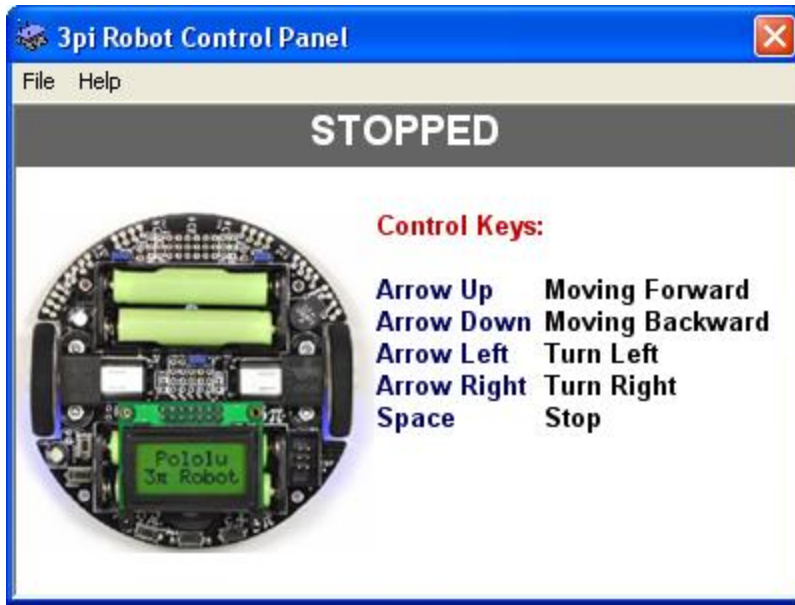 3pi Robot Control Panel
File Help
STOPPED
Control Keys:
Arrow Up Moving Forward
Arrow Down Moving Backward
Arrow Left Turn Left
Arrow Right Turn Right
Space Stop
Pololu
3π Robot